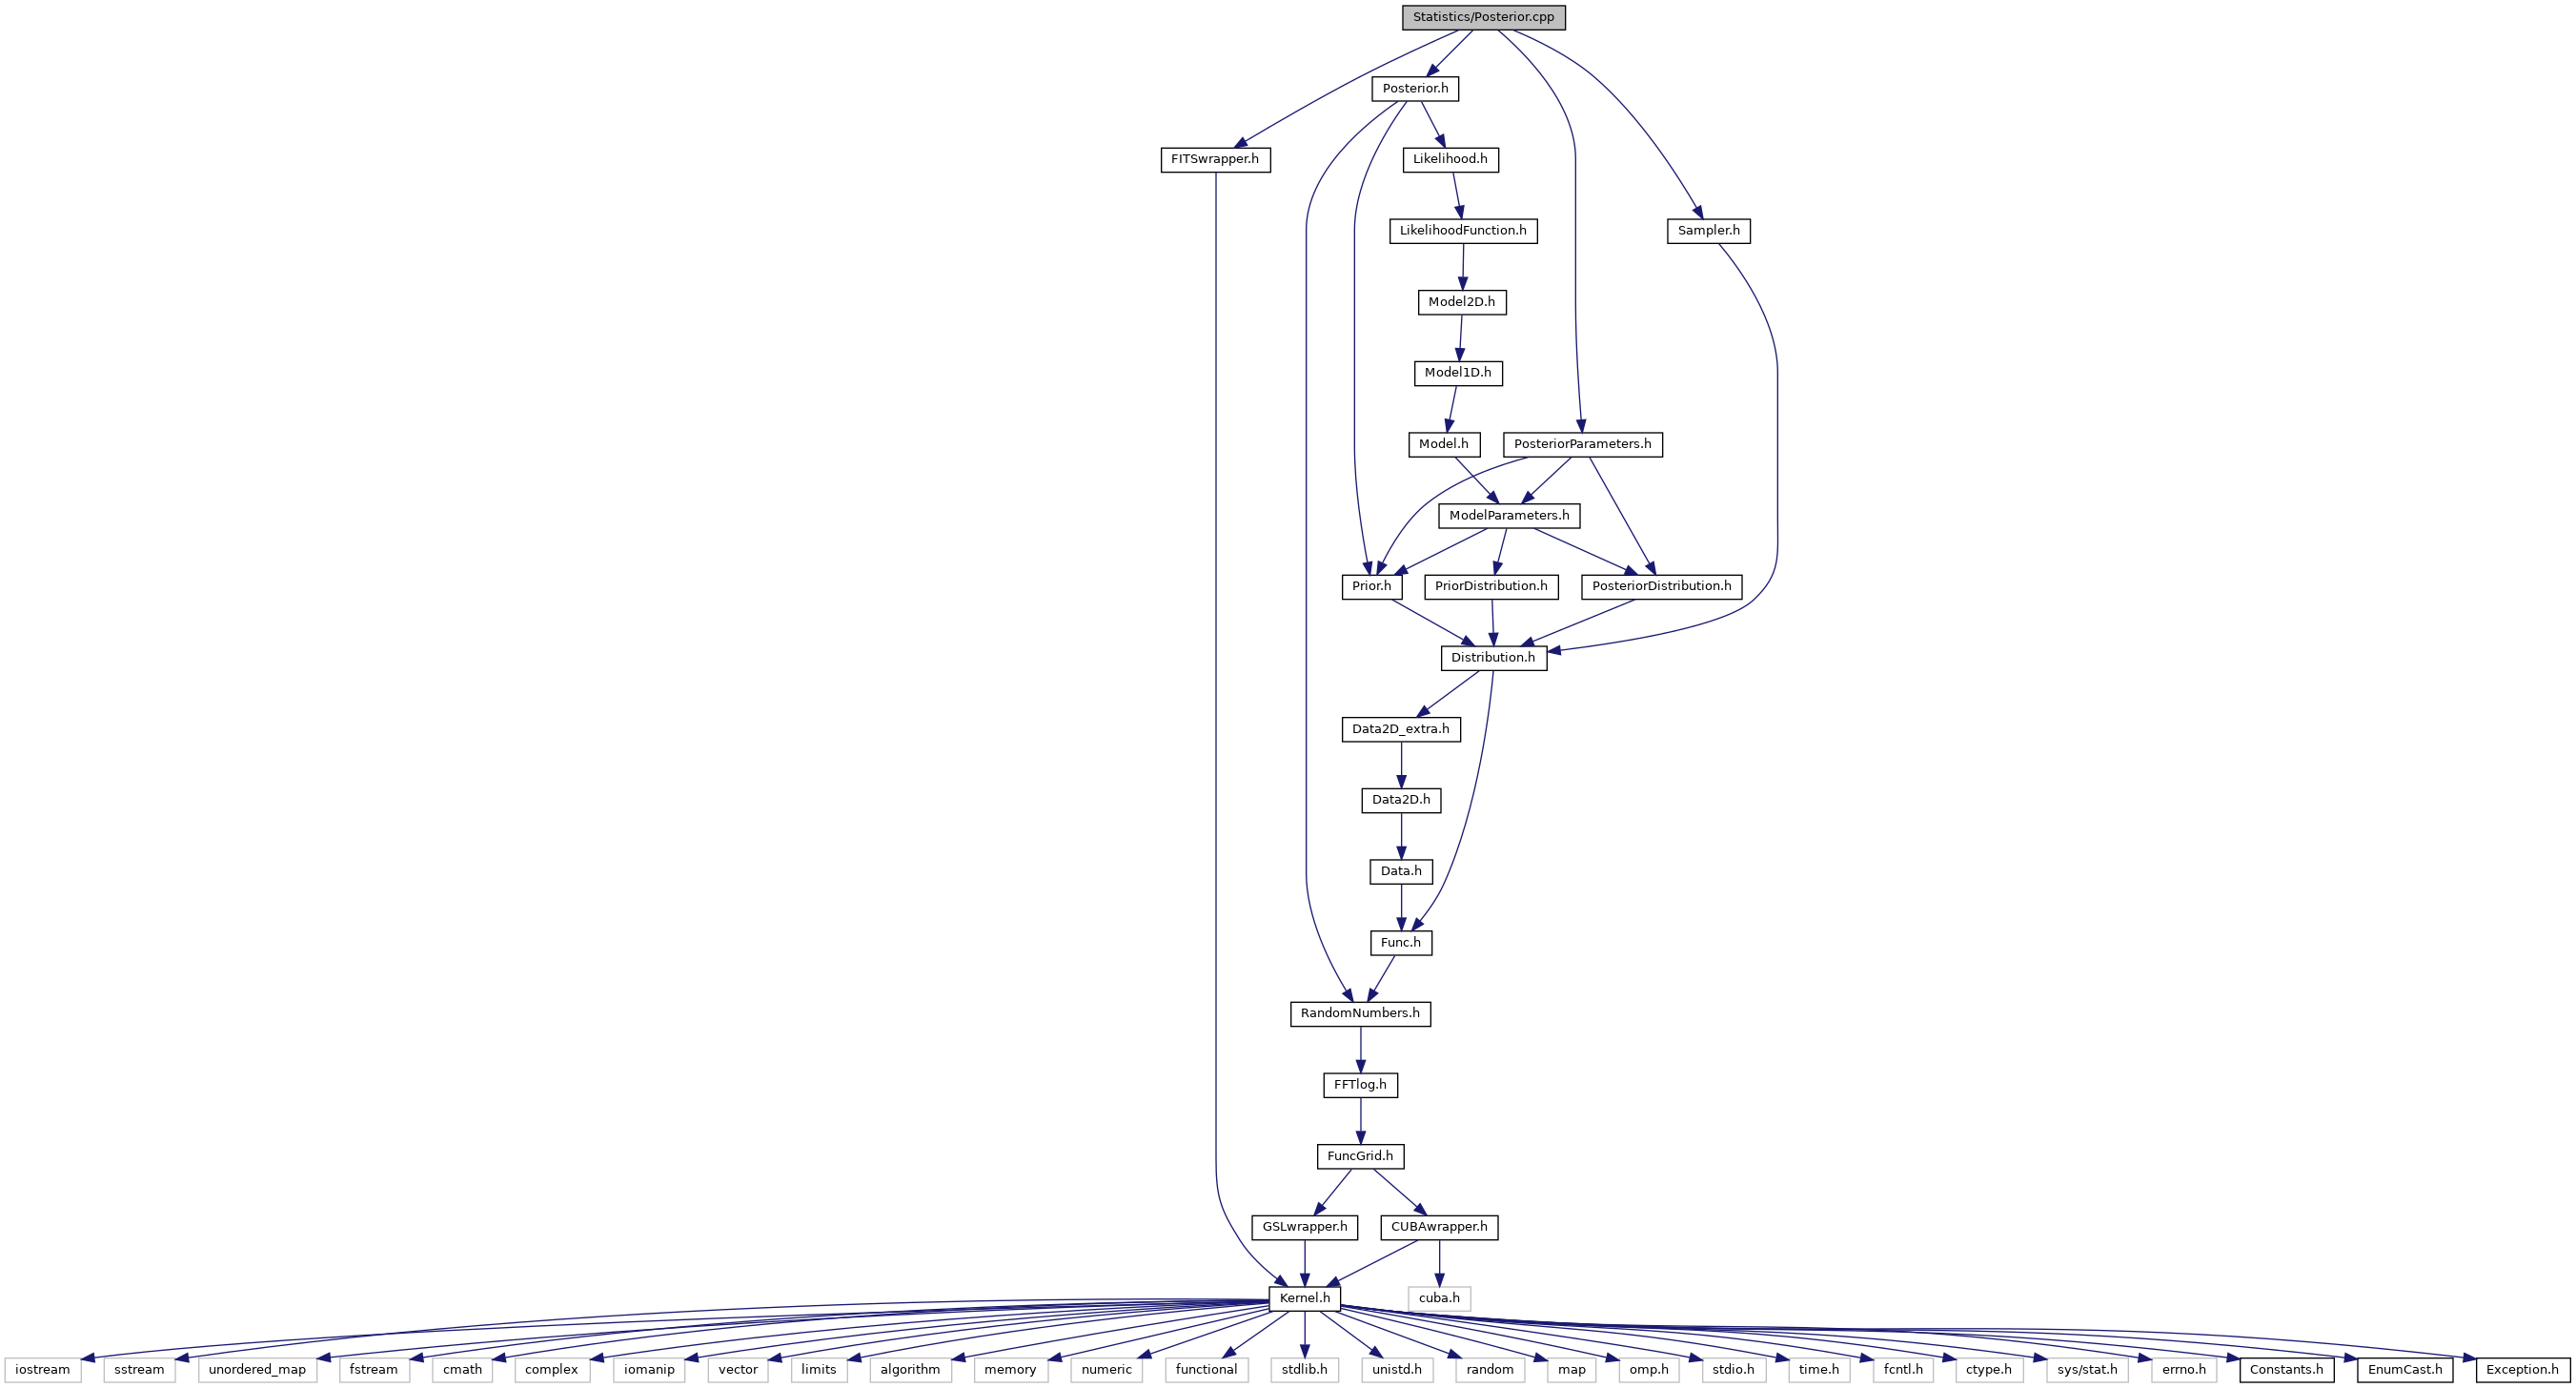 Statistics/Posterior.cpp
Posterior.h
FITSwrapper.h
Likelihood.h
LikelihoodFunction.h
Sampler.h
Model2D.h
Model1D.h
Model.h
PosteriorParameters.h
ModelParameters.h
Prior.h
PriorDistribution.h
PosteriorDistribution.h
Distribution.h
Data2D_extra.h
Data2D.h
Data.h
Func.h
RandomNumbers.h
FFTlog.h
FuncGrid.h
GSLwrapper.h
CUBAwrapper.h
Kernel.h
cuba.h
iostream
sstream
unordered_map
fstream
cmath
complex
iomanip
vector
limits
algorithm
memory
numeric
functional
stdlib.h
unistd.h
random
map
omp.h
stdio.h
time.h
fcntl.h
ctype.h
sys/stat.h
errno.h
Constants.h
EnumCast.h
Exception.h